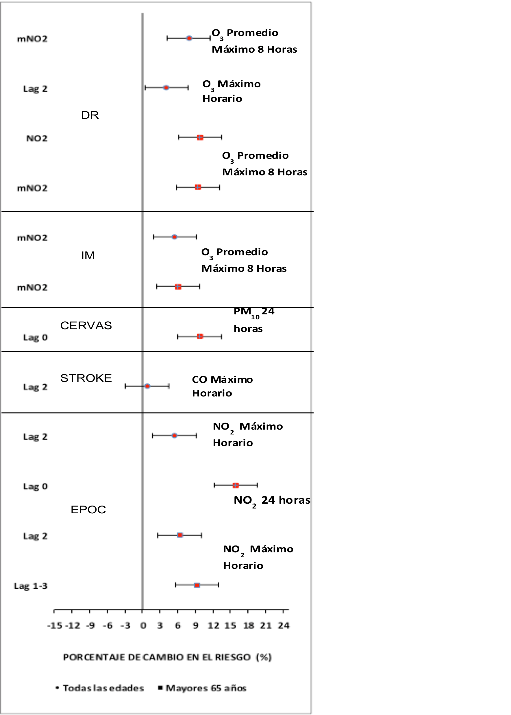 mNO2
O3 Promedio
Máximo 8 Horas
Lag 2
O3 Máximo
Horario
DR
NO2
O3 Promedio
Máximo 8 Horas
mNO2
mNO2
IM
O3 Promedio
Máximo 8 Horas
mNO2
PM10 24
horas
CERVAS
Lag 0
STROKE
Lag 2
CO Máximo
Horario
Lag 2
NO2 Máximo
Horario
Lag 0
NO2 24 horas
EPOC
Lag 2
NO2 Máximo
Horario
Lag 1-3
-15 -12 -9 -6 -3 0 3 6 9 12 15 18 21 24
PORCENTAJE DE CAMBIO EN EL RIESGO (%)
Todas las edades Mayores 65 años